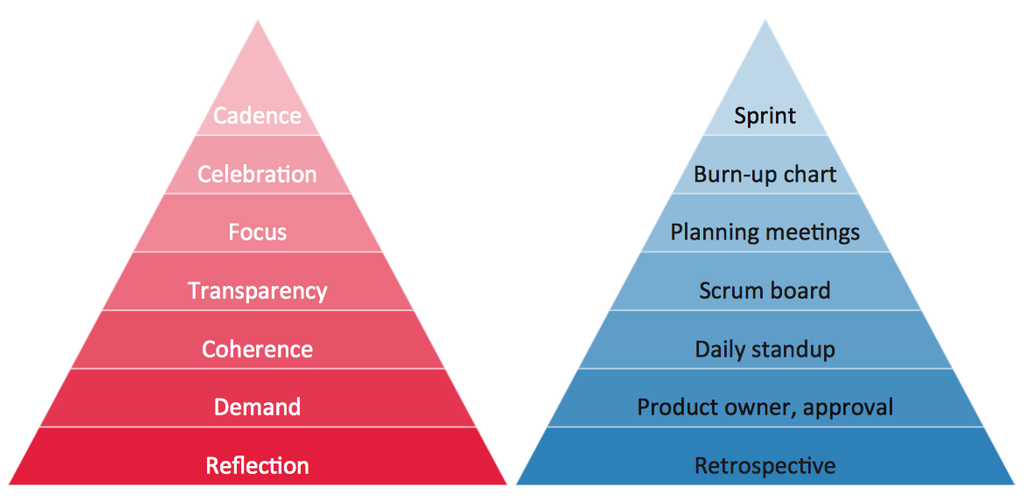 Cadence
Celebration
Focus
Transparency
Coherence
Demand
Reflection
Sprint
Burn-up chart
Planning meetings
Scrum board
Daily standup
Product owner, approval
Retrospective